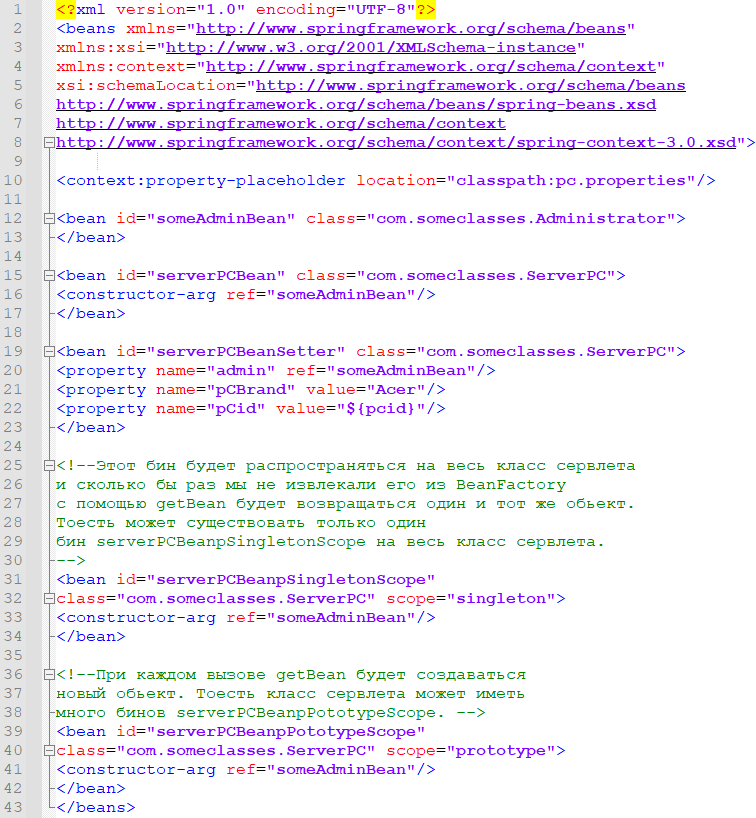 1 <?xml version="1.0" encoding="UTF-8"?>
2 <beans xmlns="http://www.springframework.org/schema/beans"
3 xmlns:xsi="http://www.w3.org/2001/XMLSchema-instance"
4 xmlns:context="http://www.springframework.org/schema/context"
5 xsi:schemaLocation="http://www.springframework.org/schema/beans
6 http://www.springframework.org/schema/beans/spring-beans.xsd
7 http://www.springframework.org/schema/context
8 http://www.springframework.org/schema/context/spring-context-3.0.xsd">
9
10 <context:property-placeholder location="classpath:pc.properties"/>
11
12 <bean id="someAdminBean" class="com.someclasses.Administrator">
13 </bean>
14
15 <bean id="serverPCBean" class="com.someclasses.ServerPC">
16 <constructor-arg ref="someAdminBean"/>
17 </bean>
18
19 <bean id="serverPCBeanSetter" class="com.someclasses.ServerPC">
20 <property name="admin" ref="someAdminBean"/>
21 <property name="pCBrand" value="Acer"/>
22 <property name="pCid" value="${pcid}"/>
23 </bean>
24
25 <!--Этот бин будет распространяться на весь класс сервлета
26 и сколько бы раз мы не извлекали его из BeanFactory
27 с помощью getBean будет возвращаться один и тот же обьект.
28 Тоесть может существовать только один
29 бин serverPCBeanpSingletonScope на весь класс сервлета.
30 -->
31 <bean id="serverPCBeanpSingletonScope"
32 class="com.someclasses.ServerPC" scope="singleton">
33 <constructor-arg ref="someAdminBean"/>
34 </bean>
35
36 <!--При каждом вызове getBean будет создаваться
37 новый обьект. Тоесть класс сервлета может иметь
38 много бинов serverPCBeanpPototypeScope. -->
39 <bean id="serverPCBeanpPototypeScope"
40 class="com.someclasses.ServerPC" scope="prototype">
41 <constructor-arg ref="someAdminBean"/>
42 </bean>
43 </beans>